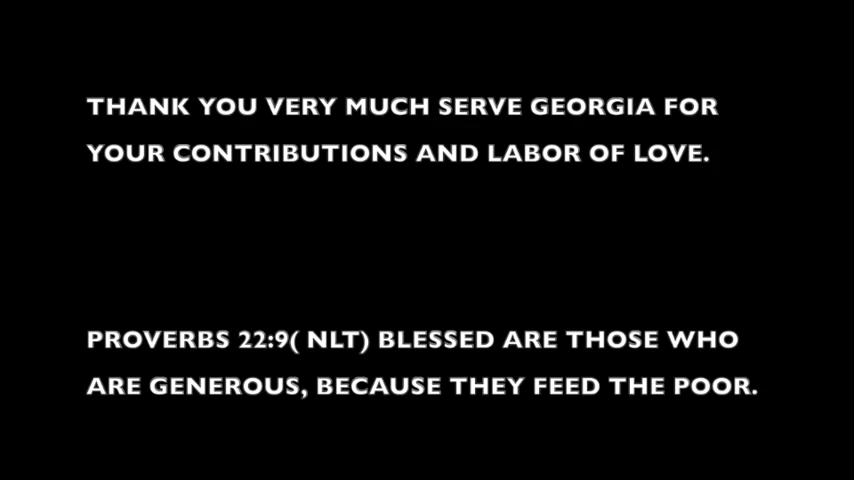 THANK YOU VERY MUCH SERVE GEORGIA FOR
YOUR CONTRIBUTIONS AND LABOR OF LOVE.
PROVERBS 22:9( NLT) BLESSED ARE THOSE WHO
ARE GENEROUS, BECAUSE THEY FEED THE POOR.